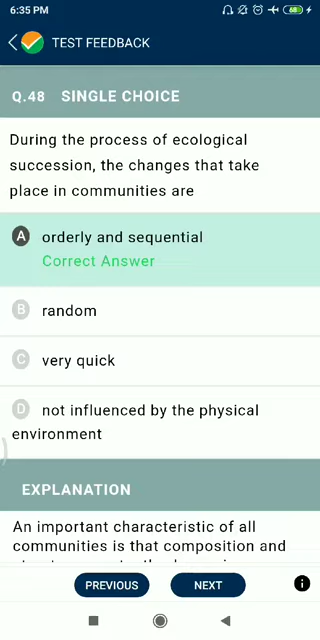 6:35 PM
68
TEST FEEDBACK
Q.48 SINGLE CHOICE
During the process of ecological
succession, the changes that take
place in communities are
A orderly and sequential
Correct Answer
B random
C very quick
D not influenced by the physical
environment
EXPLANATION
An important characteristic of all
communities is that composition and
PREVIOUS NEXT